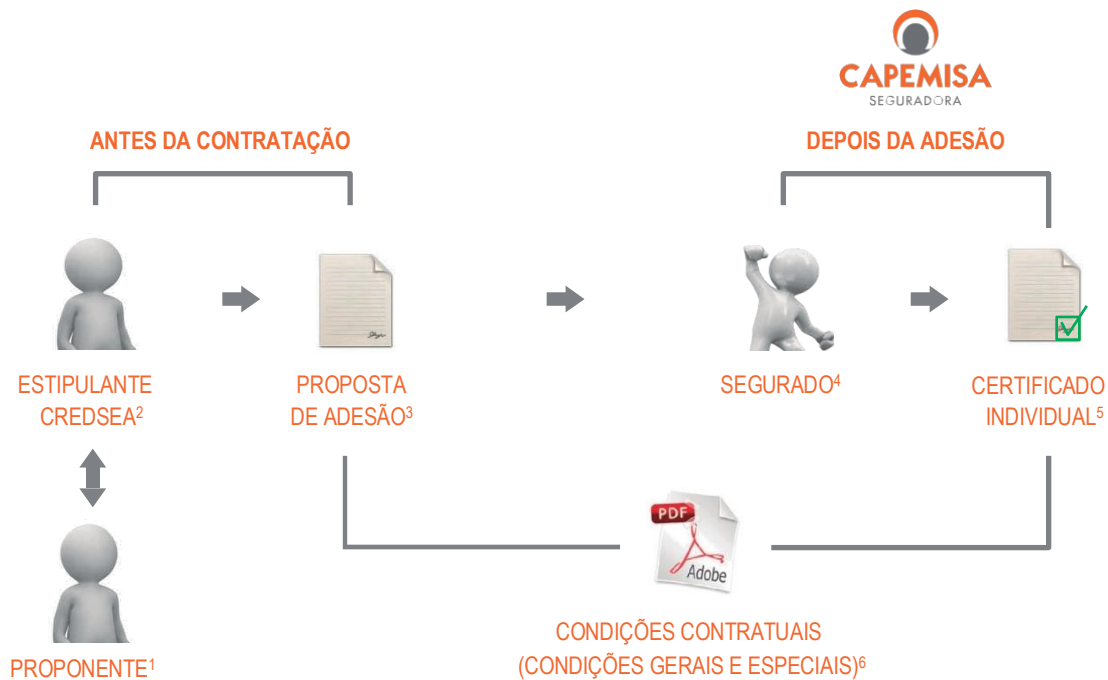 CAPEMISA
SEGURADORA
ANTES DA CONTRATAÇÃO
DEPOIS DA ADESÃO
ESTIPULANTE
CREDSEA²
PROPOSTA
DE ADESÃO³
SEGURADO⁴
CERTIFICADO
INDIVIDUAL⁵
PDF
Adobe
CONDIÇÕES CONTRATUAIS
(CONDIÇÕES GERAIS E ESPECIAIS)⁶
PROPONENTE¹